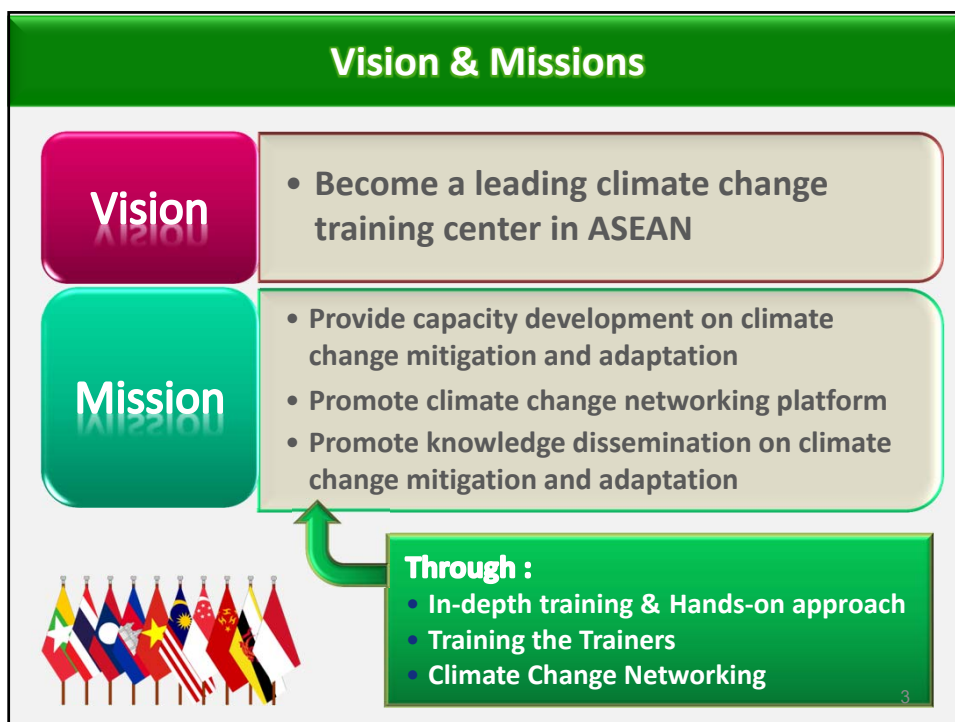 Vision & Missions
Vision
• Become a leading climate change
training center in ASEAN
Mission
• Provide capacity development on climate
change mitigation and adaptation
• Promote climate change networking platform
• Promote knowledge dissemination on climate
change mitigation and adaptation
Through :
• In-depth training & Hands-on approach
• Training the Trainers
• Climate Change Networking
3